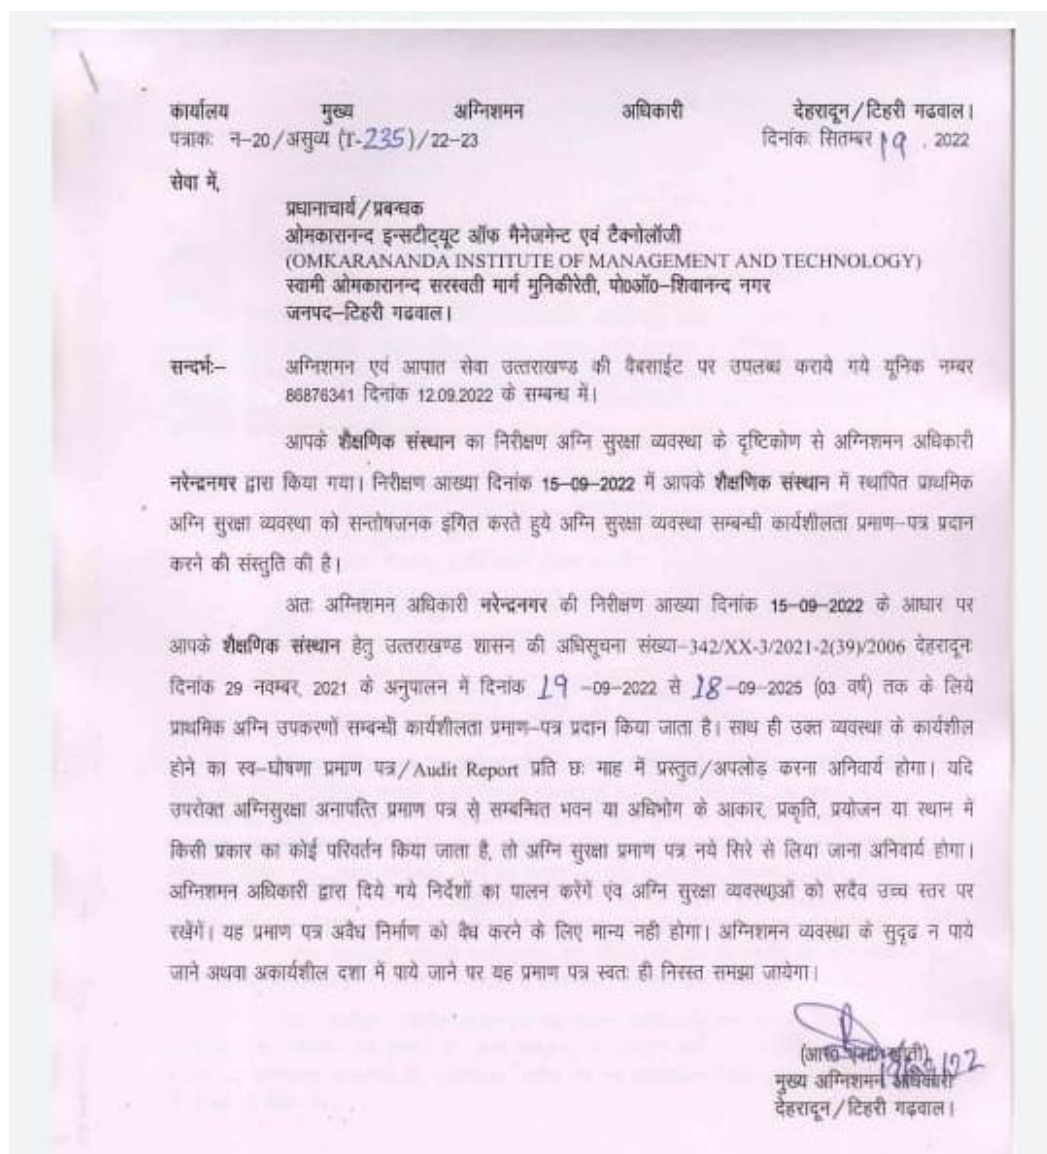 कार्यालय मुख्य अग्निशमन अधिकारी देहरादून/टिहरी गढवाल।
पत्राकः न-20/असुव्य (T-235)/22-23 दिनांकः सितम्बर 19 . 2022
सेवा में,
प्रधानाचार्य/प्रबन्धक
ओमकारानन्द इन्सटीट्यूट ऑफ मैनेजमेन्ट एवं टैक्नोलॉजी
(OMKARANANDA INSTITUTE OF MANAGEMENT AND TECHNOLOGY)
स्वामी ओमकारानन्द सरस्वती मार्ग मुनिकीरेती, पो0ऑ0–शिवानन्द नगर
जनपद–टिहरी गढवाल।
सन्दर्भः– अग्निशमन एवं आपात सेवा उत्तराखण्ड की वैबसाईट पर उपलब्ध कराये गये यूनिक नम्बर
86876341 दिनांक 12.09.2022 के सम्बन्ध में।
आपके शैक्षणिक संस्थान का निरीक्षण अग्नि सुरक्षा व्यवस्था के दृष्टिकोण से अग्निशमन अधिकारी
नरेन्द्रनगर द्वारा किया गया। निरीक्षण आख्या दिनांक 15–09–2022 में आपके शैक्षणिक संस्थान में स्थापित प्राथमिक
अग्नि सुरक्षा व्यवस्था को सन्तोषजनक इंगित करते हुये अग्नि सुरक्षा व्यवस्था सम्बन्धी कार्यशीलता प्रमाण–पत्र प्रदान
करने की संस्तुति की है।
अतः अग्निशमन अधिकारी नरेन्द्रनगर की निरीक्षण आख्या दिनांक 15–09–2022 के आधार पर
आपके शैक्षणिक संस्थान हेतु उत्तराखण्ड शासन की अधिसूचना संख्या–342/XX-3/2021-2(39)/2006 देहरादूनः
दिनांक 29 नवम्बर, 2021 के अनुपालन में दिनांक 19 –09–2022 से 18 –09–2025 (03 वर्ष) तक के लिये
प्राथमिक अग्नि उपकरणों सम्बन्धी कार्यशीलता प्रमाण–पत्र प्रदान किया जाता है। साथ ही उक्त व्यवस्था के कार्यशील
होने का स्व–घोषणा प्रमाण पत्र/Audit Report प्रति छः माह में प्रस्तुत/अपलोड़ करना अनिवार्य होगा। यदि
उपरोक्त अग्निसुरक्षा अनापत्ति प्रमाण पत्र से सम्बन्धित भवन या अधिभोग के आकार, प्रकृति, प्रयोजन या स्थान में
किसी प्रकार का कोई परिवर्तन किया जाता है, तो अग्नि सुरक्षा प्रमाण पत्र नये सिरे से लिया जाना अनिवार्य होगा।
अग्निशमन अधिकारी द्वारा दिये गये निर्देशों का पालन करेगें एंव अग्नि सुरक्षा व्यवस्थाओं को सदैव उच्च स्तर पर
रखेगें। यह प्रमाण पत्र अवैध निर्माण को वैध करने के लिए मान्य नही होगा। अग्निशमन व्यवस्था के सुदृढ न पाये
जाने अथवा अकार्यशील दशा में पाये जाने पर यह प्रमाण पत्र स्वतः ही निरस्त समझा जायेगा।
मुख्य अग्निशमन अधिकारी
देहरादून/टिहरी गढ़वाल।